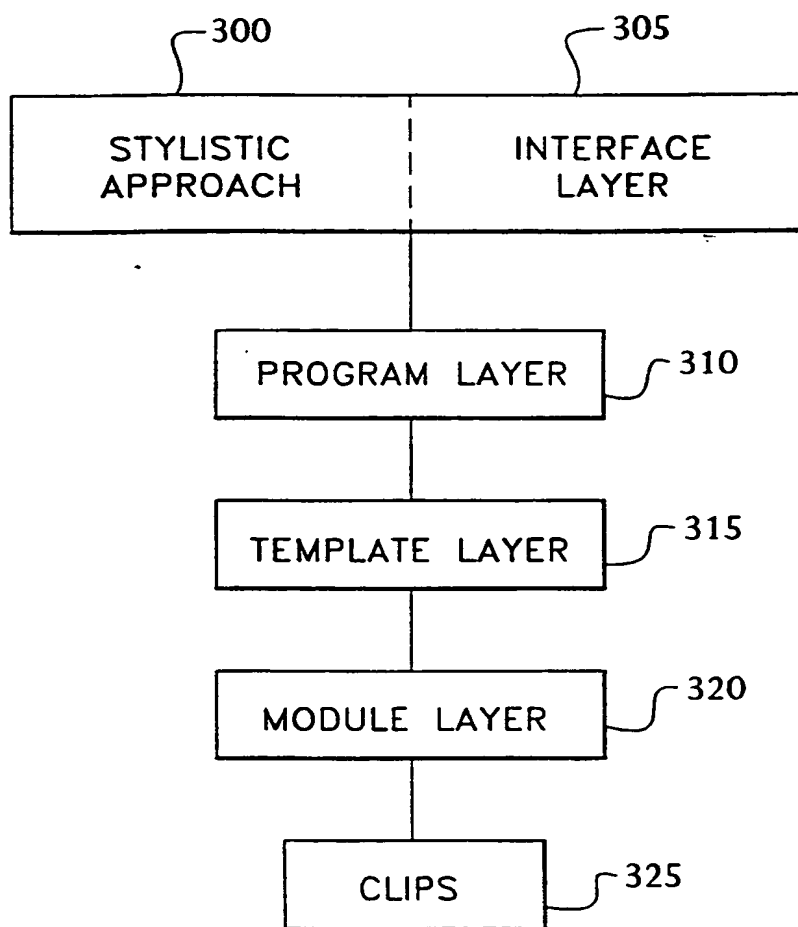 300
305
STYLISTIC
APPROACH
INTERFACE
LAYER
PROGRAM LAYER
310
TEMPLATE LAYER
315
MODULE LAYER
320
CLIPS
325